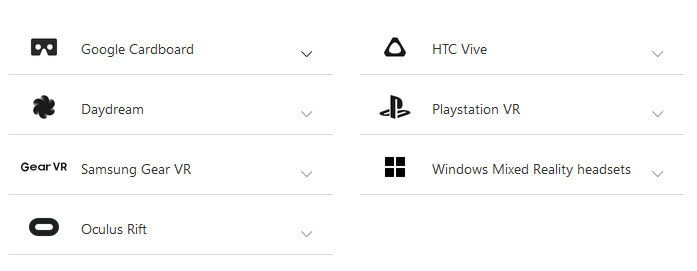 Google Cardboard
Daydream
Gear VR Samsung Gear VR
Oculus Rift
HTC Vive
Playstation VR
Windows Mixed Reality headsets